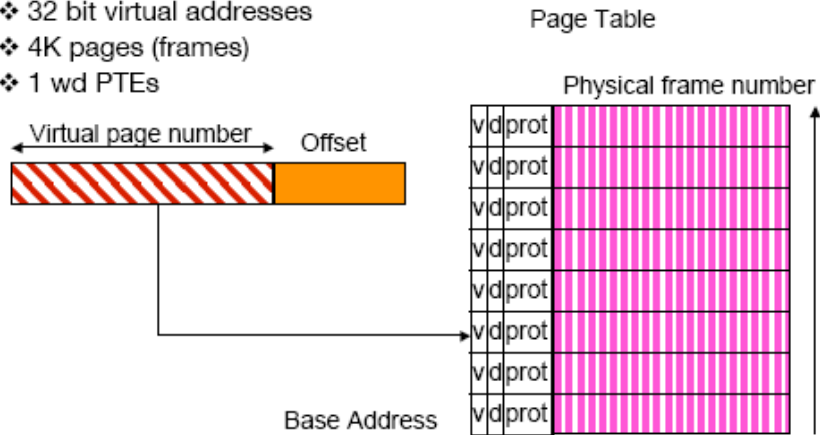 ❖ 32 bit virtual addresses
❖ 4K pages (frames)
❖ 1 wd PTEs
Page Table
Physical frame number
Virtual page number
Offset
v d prot
v d prot
v d prot
v d prot
v d prot
v d prot
v d prot
v d prot
Base Address